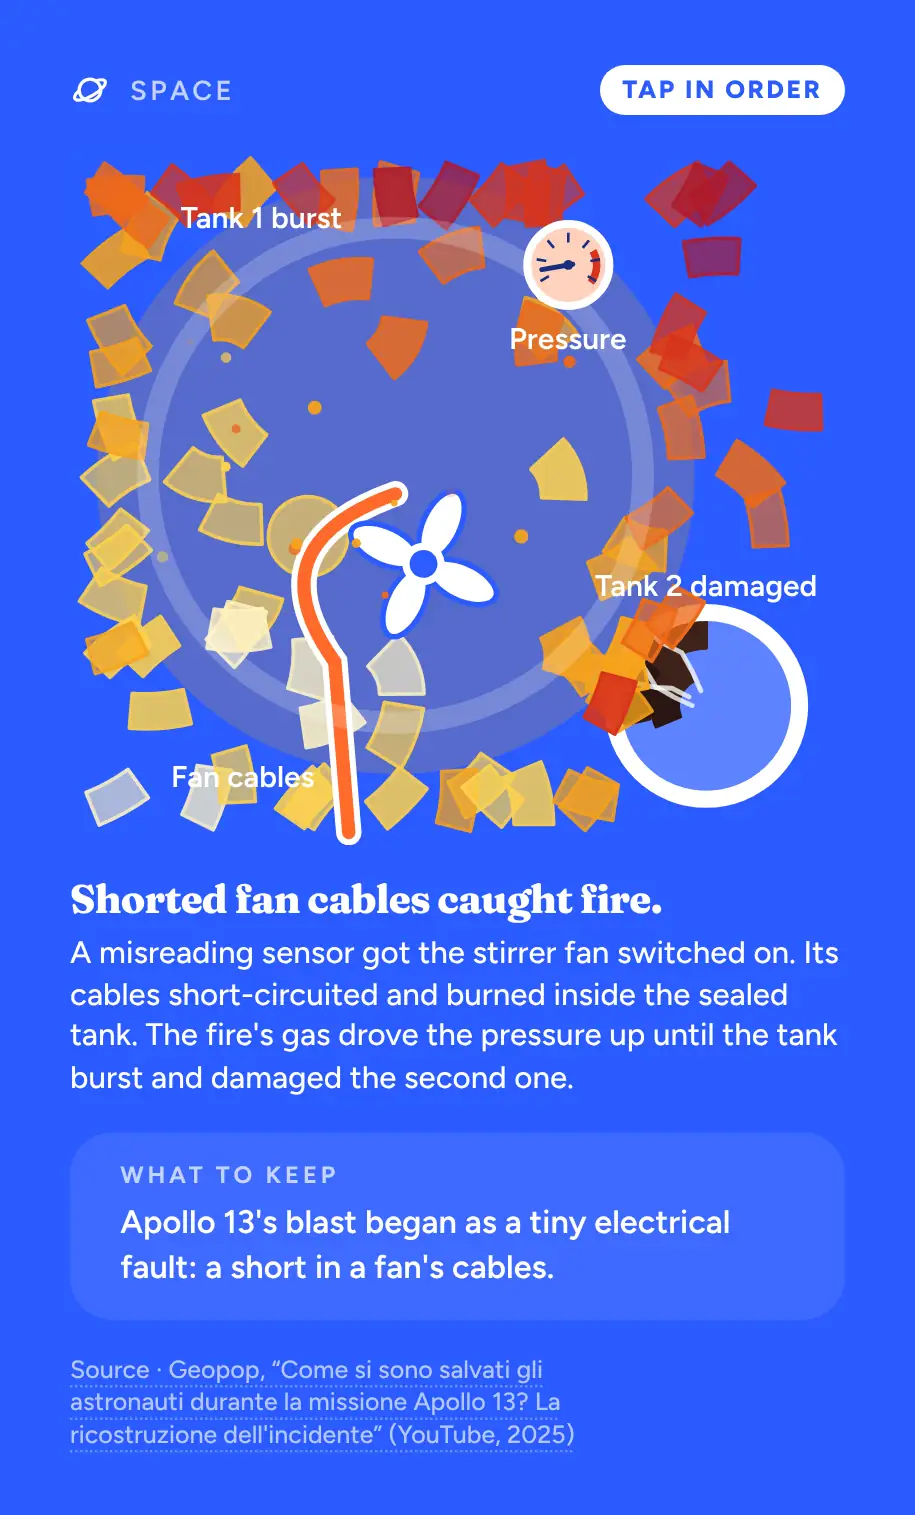 SPACE
TAP IN ORDER
Tank 1 burst
Pressure
Tank 2 damaged
Fan cables
Shorted fan cables caught fire.
A misreading sensor got the stirrer fan switched on. Its
cables short-circuited and burned inside the sealed
tank. The fire's gas drove the pressure up until the tank
burst and damaged the second one.
WHAT TO KEEP
Apollo 13's blast began as a tiny electrical
fault: a short in a fan's cables.
Source · Geopop, “Come si sono salvati gli
astronauti durante la missione Apollo 13? La
ricostruzione dell'incidente” (YouTube, 2025)